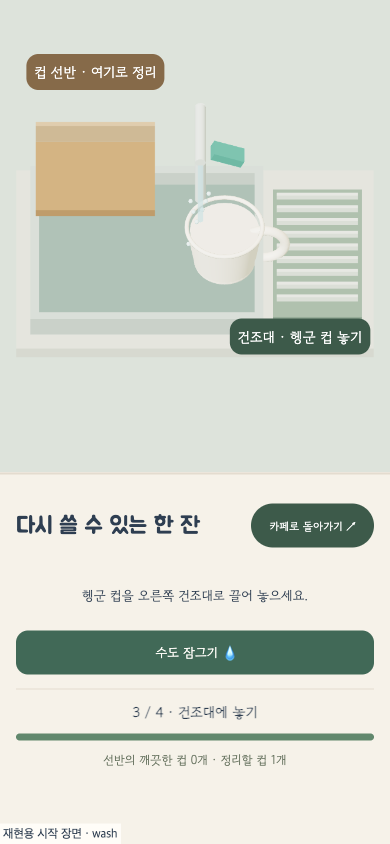 컵 선반 · 여기로 정리
건조대 · 헹군 컵 놓기
다시 쓸 수 있는 한 잔
카페로 돌아가기 ↗
헹군 컵을 오른쪽 건조대로 끌어 놓으세요.
수도 잠그기 💧
3 / 4 · 건조대에 놓기
선반의 깨끗한 컵 0개 · 정리할 컵 1개
재현용 시작 장면 · wash